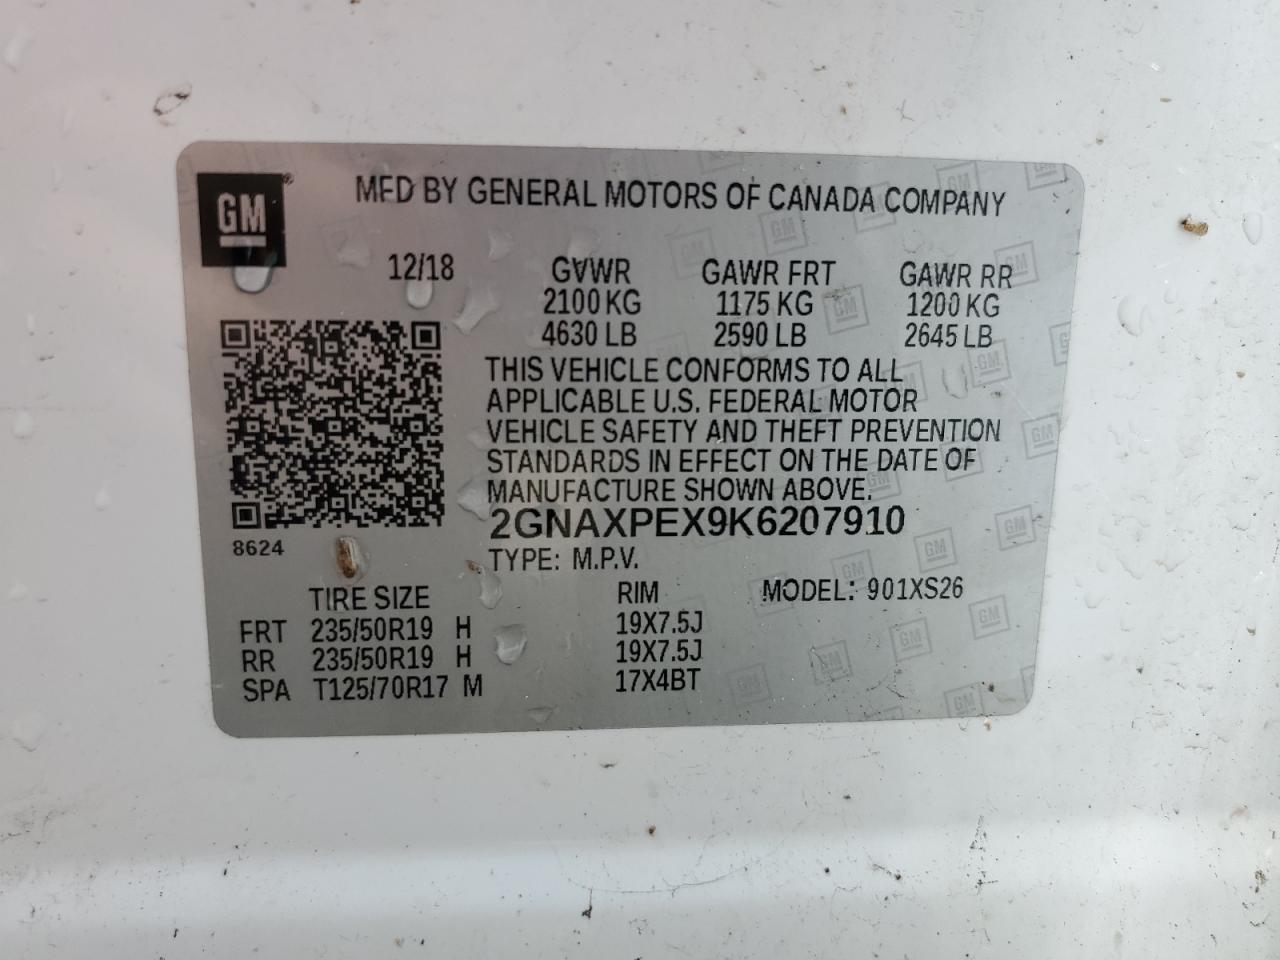 GM ® MFD BY GENERAL MOTORS OF CANADA COMPANY
12/18 GVWR GAWR FRT GAWR RR
2100 KG 1175 KG 1200 KG
4630 LB 2590 LB 2645 LB
THIS VEHICLE CONFORMS TO ALL
APPLICABLE U.S. FEDERAL MOTOR
VEHICLE SAFETY AND THEFT PREVENTION
STANDARDS IN EFFECT ON THE DATE OF
MANUFACTURE SHOWN ABOVE.
2GNAXPEX9K6207910
8624 TYPE: M.P.V.
TIRE SIZE RIM MODEL: 901XS26
FRT 235/50R19 H 19X7.5J
RR 235/50R19 H 19X7.5J
SPA T125/70R17 M 17X4BT